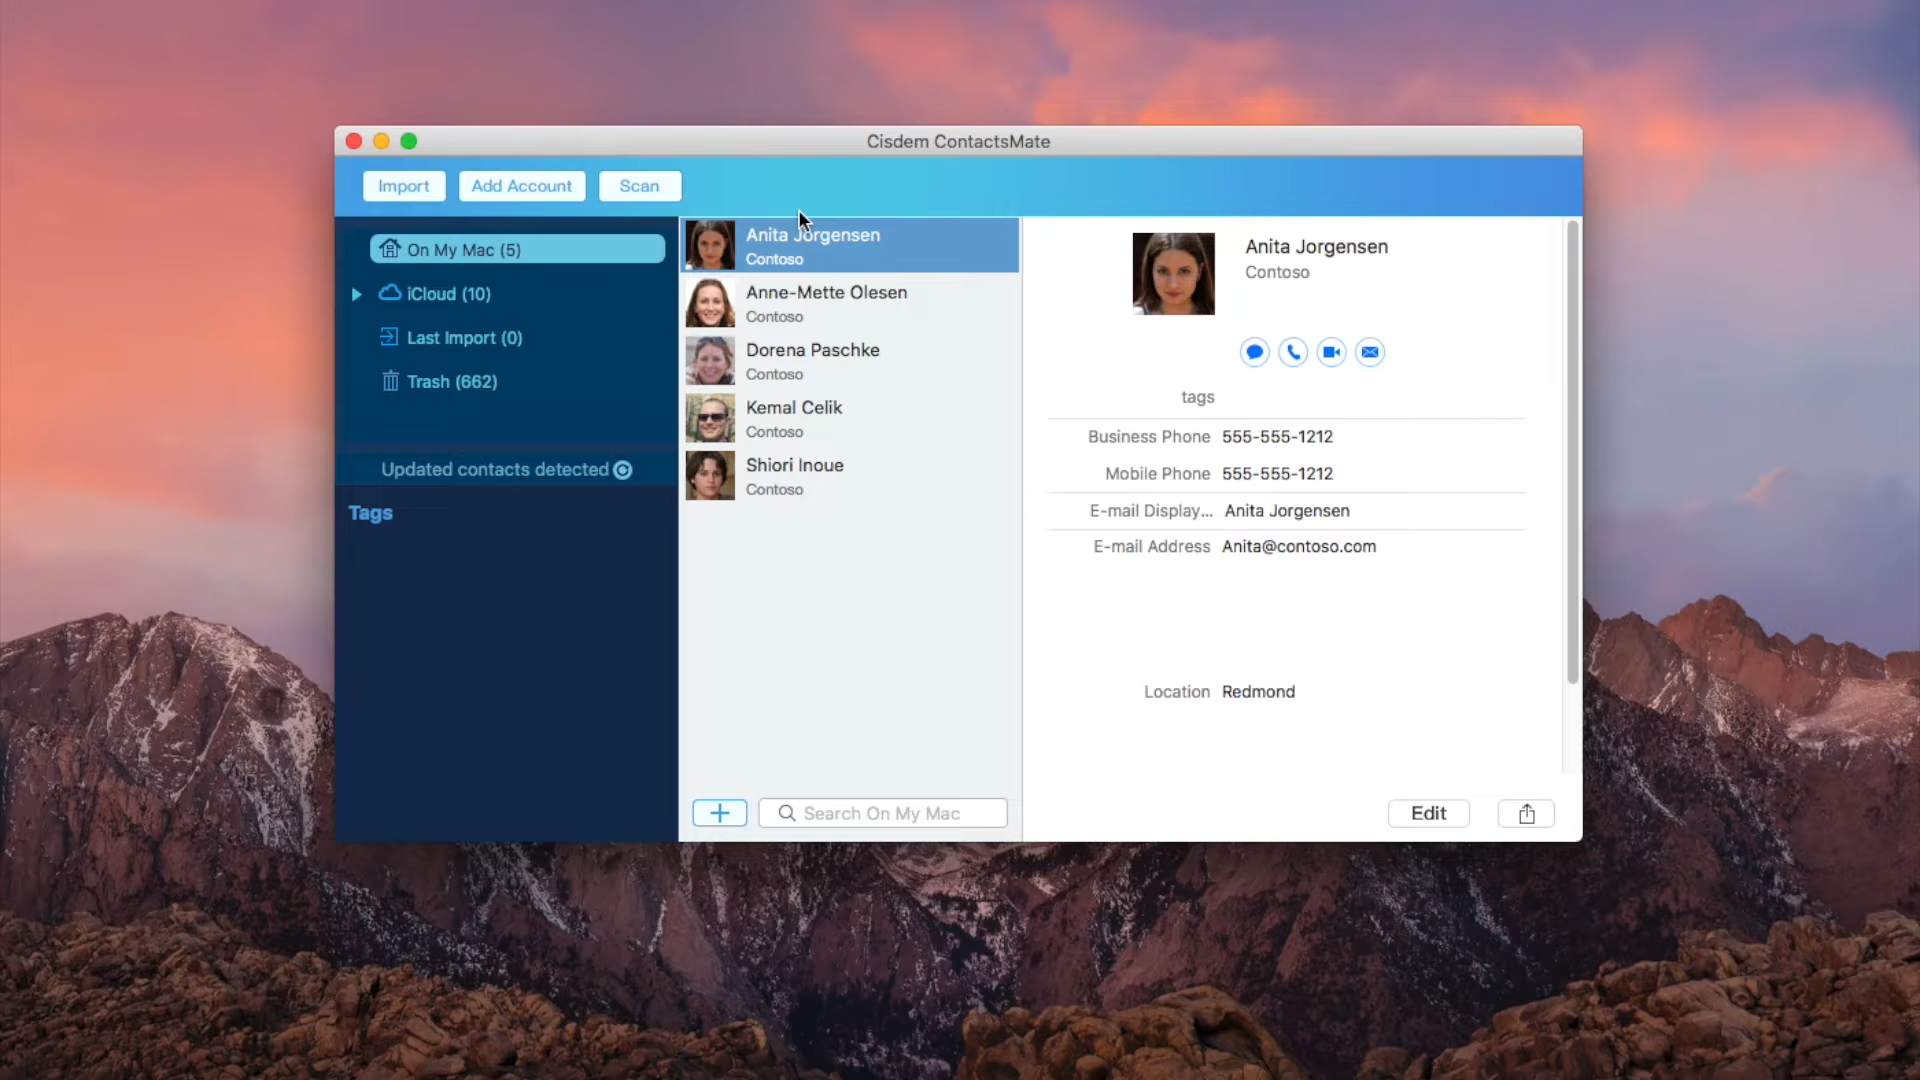 Cisdem ContactsMate
Import
Add Account
Scan
On My Mac (5)
iCloud (10)
Last Import (0)
Trash (662)
Updated contacts detected
Tags
Anita Jorgensen
Contoso
Anne-Mette Olesen
Contoso
Dorena Paschke
Contoso
Kemal Celik
Contoso
Shiori Inoue
Contoso
Search On My Mac
Anita Jorgensen
Contoso
tags
Business Phone 555-555-1212
Mobile Phone 555-555-1212
E-mail Display... Anita Jorgensen
E-mail Address Anita@contoso.com
Location Redmond
Edit